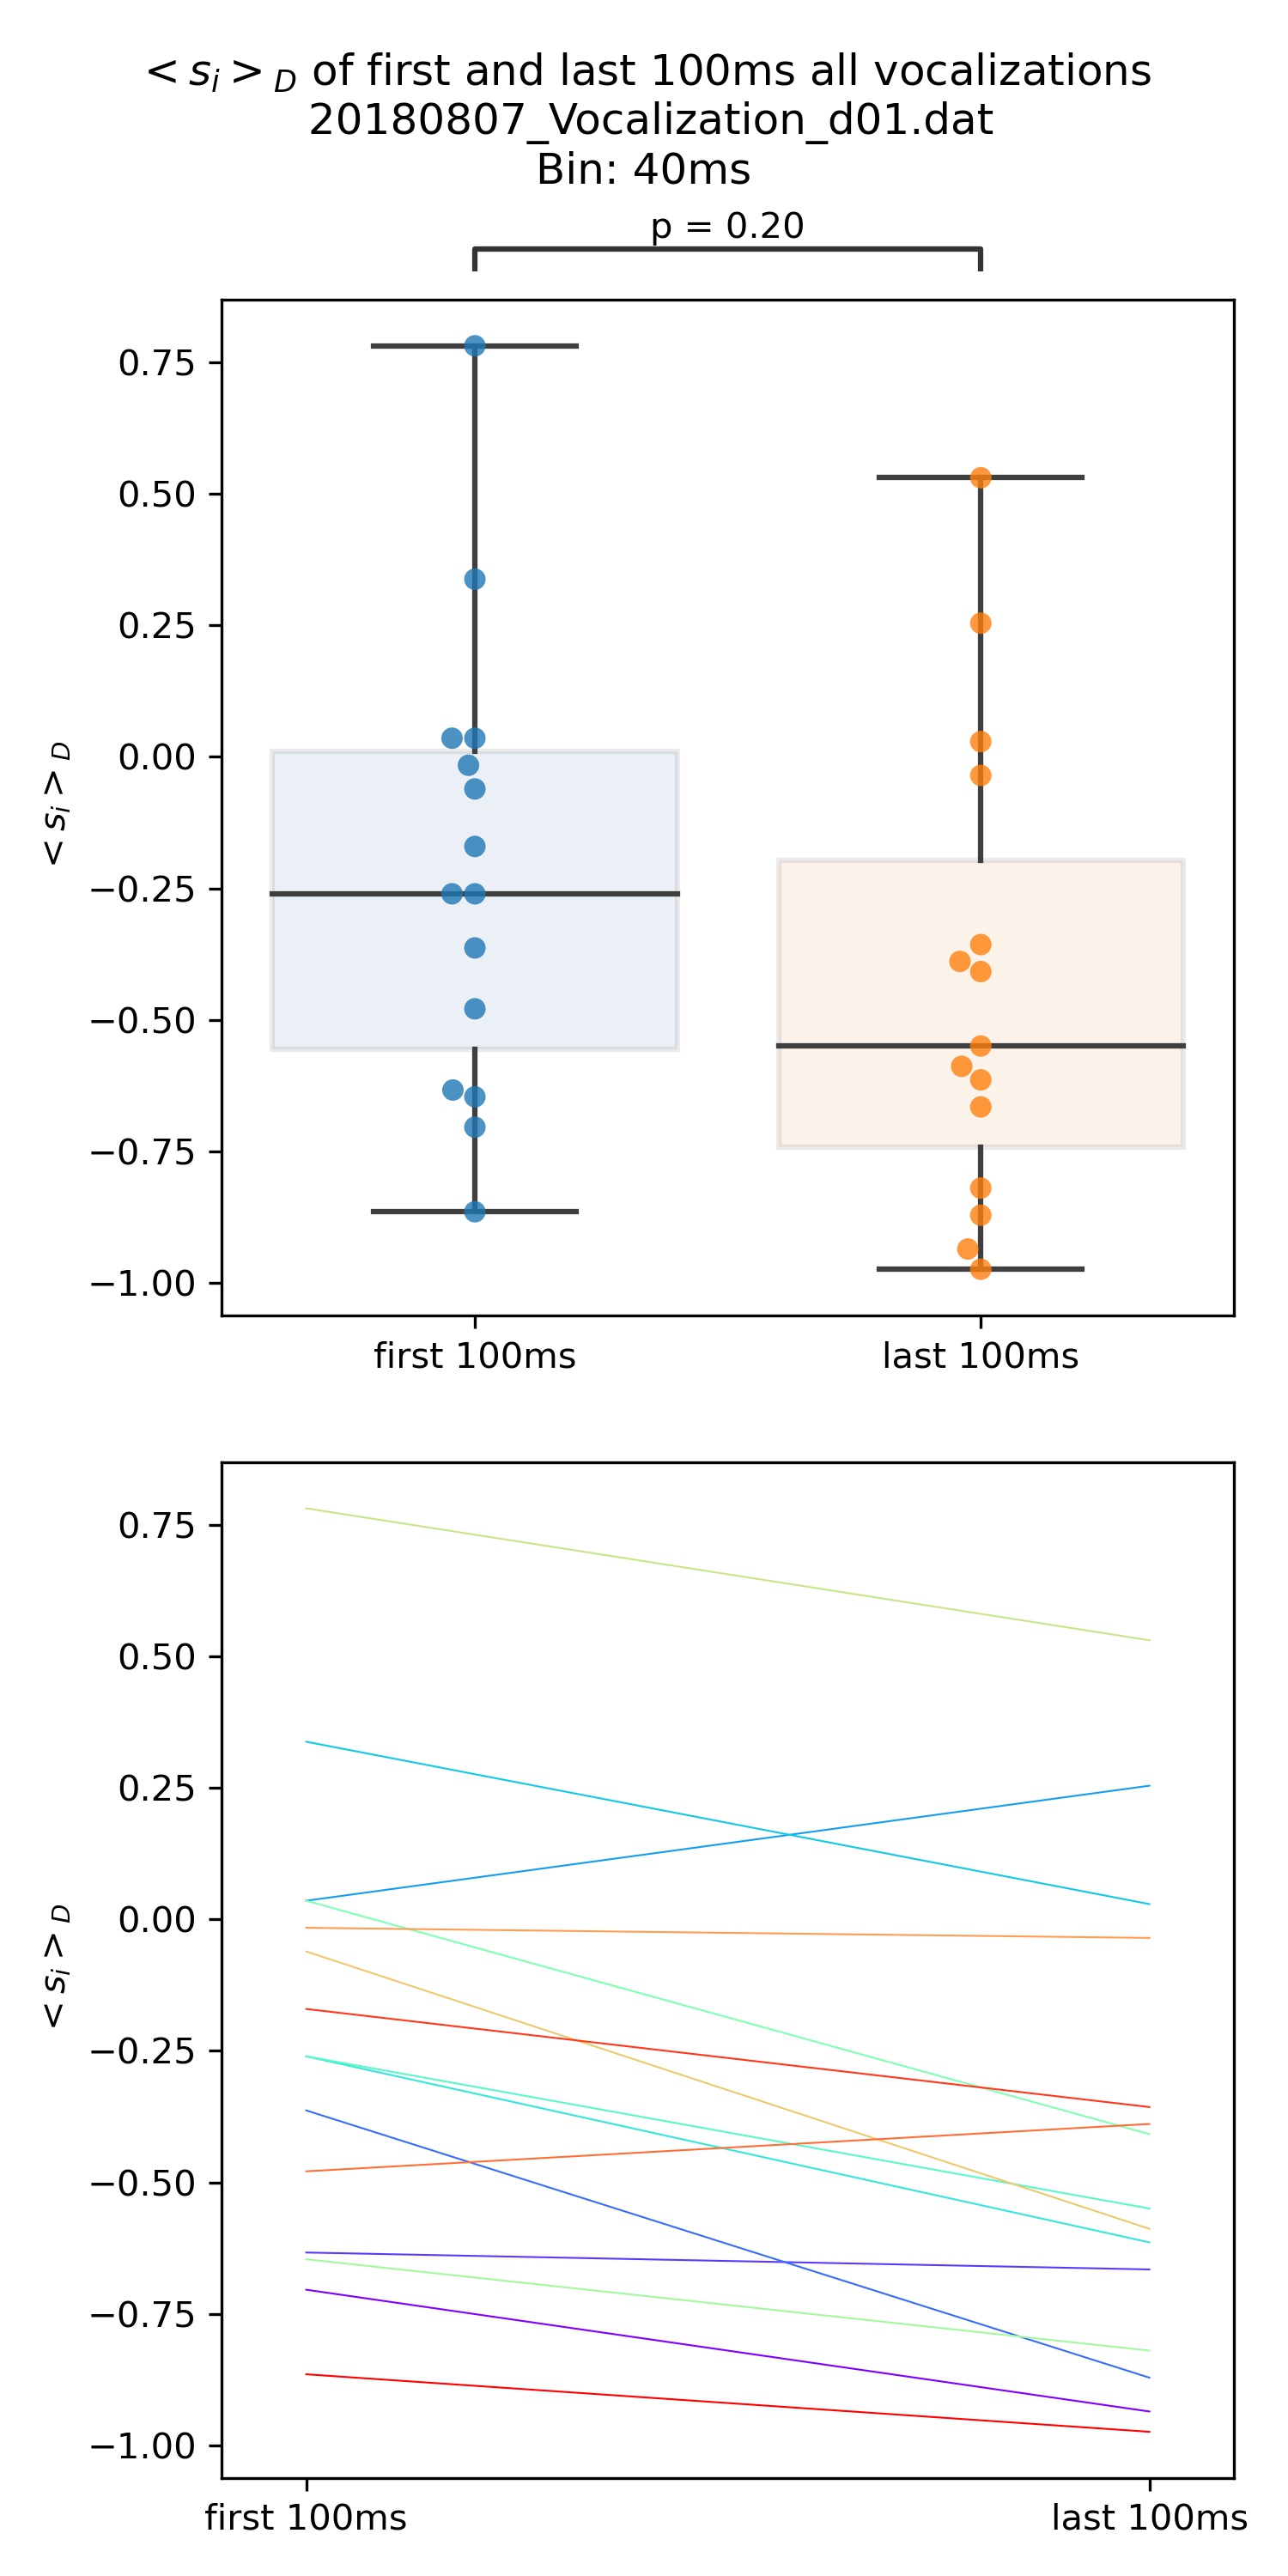 < s_i >_D of first and last 100ms all vocalizations
20180807_Vocalization_d01.dat
Bin: 40ms
p = 0.20
0.75
0.50
0.25
0.00
−0.25
−0.50
−0.75
−1.00
< s_i >_D
first 100ms last 100ms
0.75
0.50
0.25
0.00
−0.25
−0.50
−0.75
−1.00
< s_i >_D
first 100ms last 100ms